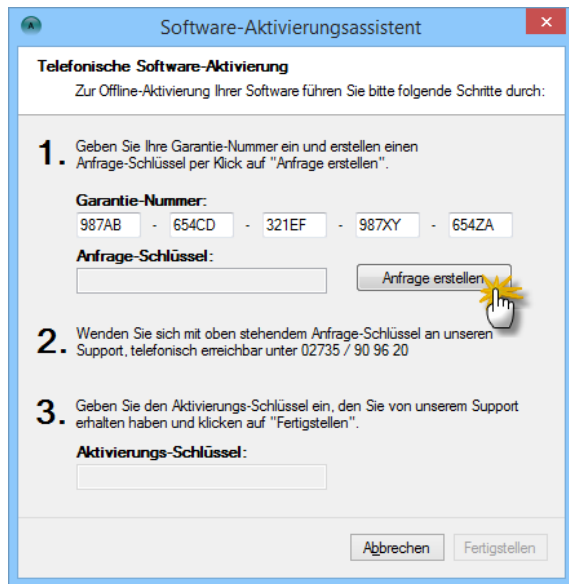 Software-Aktivierungsassistent
Telefonische Software-Aktivierung
Zur Offline-Aktivierung Ihrer Software führen Sie bitte folgende Schritte durch:
1. Geben Sie Ihre Garantie-Nummer ein und erstellen einen
Anfrage-Schlüssel per Klick auf "Anfrage erstellen".
Garantie-Nummer:
987AB - 654CD - 321EF - 987XY - 654ZA
Anfrage-Schlüssel:
Anfrage erstellen
2. Wenden Sie sich mit oben stehendem Anfrage-Schlüssel an unseren
Support, telefonisch erreichbar unter 02735 / 90 96 20
3. Geben Sie den Aktivierungs-Schlüssel ein, den Sie von unserem Support
erhalten haben und klicken auf "Fertigstellen".
Aktivierungs-Schlüssel:
Abbrechen Fertigstellen